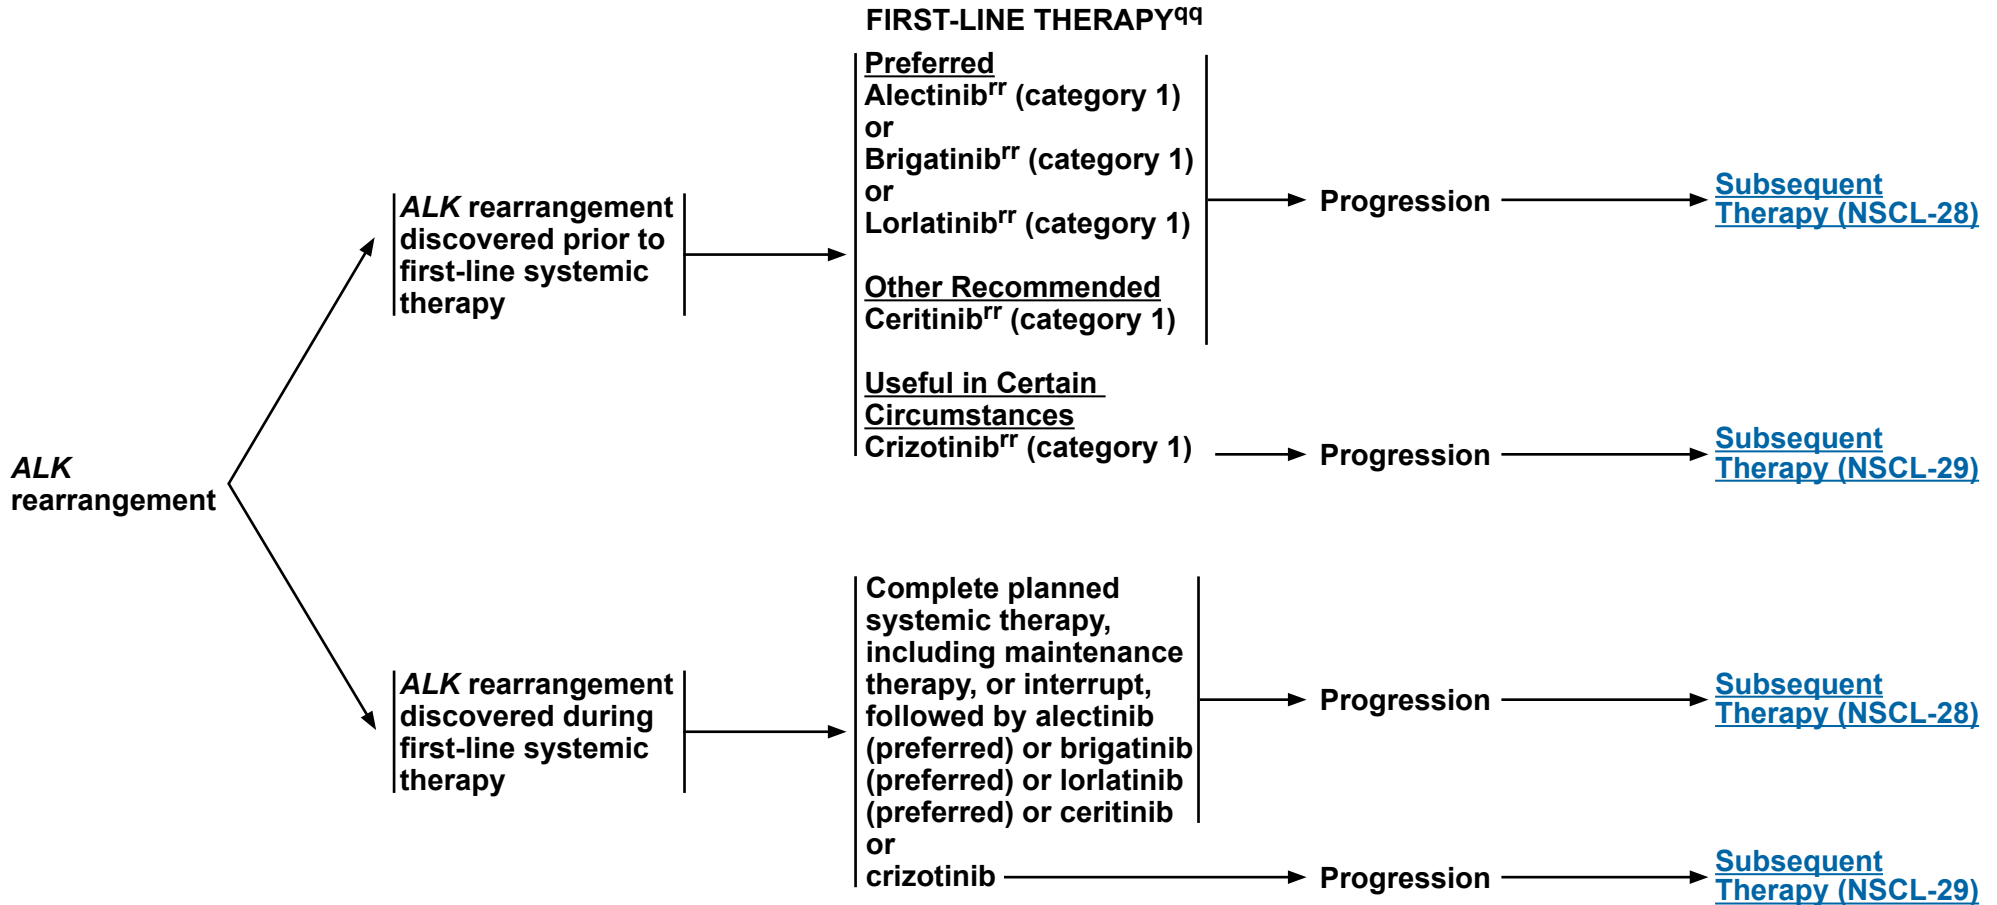 FIRST-LINE THERAPYqq
Preferred
Alectinibrr (category 1)
or
Brigatinibrr (category 1)
or
Lorlatinibrr (category 1)
Other Recommended
Ceritinibrr (category 1)
Useful in Certain
Circumstances
Crizotinibrr (category 1)
ALK rearrangement
discovered prior to
first-line systemic
therapy
Progression
Subsequent
Therapy (NSCL-28)
Progression
Subsequent
Therapy (NSCL-29)
ALK
rearrangement
ALK rearrangement
discovered during
first-line systemic
therapy
Complete planned
systemic therapy,
including maintenance
therapy, or interrupt,
followed by alectinib
(preferred) or brigatinib
(preferred) or lorlatinib
(preferred) or ceritinib
or
crizotinib
Progression
Subsequent
Therapy (NSCL-28)
Progression
Subsequent
Therapy (NSCL-29)